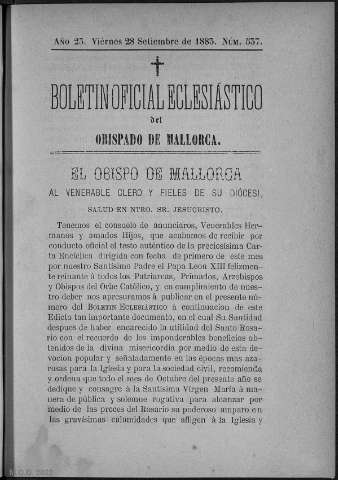 Año 23. Viérnes 28 Setiembre de 1883. NÚM. 537.
BOLETIN OFICIAL ECLESIÁSTICO
del
OBISPADO DE MALLORCA.
EL OBISPO DE MALLORCA
AL VENERABLE CLERO Y FIELES DE SU DIÓCESI,
SALUD EN NTRO. SR. JESUCRISTO.
Tenemos el consuelo de anunciaros, Venerables Her-
manos y amados Hijos, que acabamos de recibir por
conducto oficial el testo auténtico de la preciosísima Car-
ta Encíclica dirigida con fecha de primero de este mes
por nuestro Santísimo Padre el Papa Leon XIII felizmen-
te reinante á todos los Patriarcas, Primados, Arzobispos
y Obispos del Orbe Católico, y en cumplimiento de nues-
tro deber nos apresuramos á publicar en el presente nú-
mero del BOLETIN ECLESIÁSTICO á continuacion de este
Edicto tan importante documento, en el cual Su Santidad
despues de haber encarecido la utilidad del Santo Rosa-
rio con el recuerdo de los imponderables beneficios ob-
tenidos de la divina misericordia por medio de esta de-
vocion popular y señaladamente en las épocas mas aza-
rosas para la Iglesia y para la sociedad civil, recomienda
y ordena que todo el mes de Octubre del presente año se
dedique y consagre á la Santísima Vírgen María á mane-
ra de pública y solemne rogativa para alcanzar por
medio de las preces del Rosario su poderoso amparo en
las gravísimas calamidades que afligen á la Iglesia y